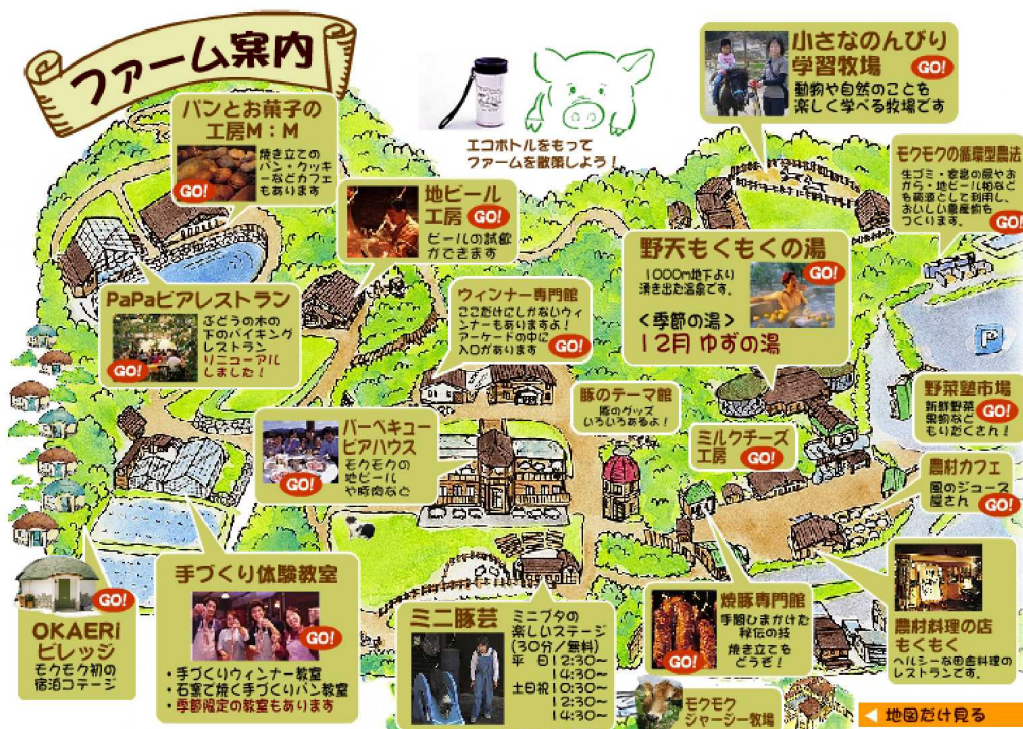 ファーム案内
エコボトルをもって
ファームを散策しよう!
小さなのんびり
学習牧場
GO!
動物や自然のことも
楽しく学べる牧場です
パンとお菓子の
工房M:M
焼き立ての
パン・クッキ
ーなどカフェ
もあります
GO!
地ビール
工房
GO!
ビールの試飲
ができます
モクモクの循環型農法
生ゴミ・家畜の尿やお
から・地ビール粕など
を資源として利用し、
おいしい農産物を
つくります。
GO!
野天もくもくの湯
1000m地下より
湧き出た温泉です。
GO!
<季節の湯>
12月 ゆずの湯
PaPaビアレストラン
ぶどうの木の
下のバイキング
レストラン
リニューアル
しました!
GO!
ウィンナー専門館
ここだけにしかないウィ
ンナーもありますよ!
アーケードの中に
入口があります
GO!
P
豚のテーマ館
豚のグッズ
いろいろあるよ!
野菜塾市場
新鮮野菜
果物など
もりだくさん!
GO!
バーベキュー
ビアハウス
モクモクの
地ビール
や豚肉など
GO!
ミルクチーズ
工房
GO!
農村カフェ
風のジュース
屋さん
GO!
手づくり体験教室
GO!
・手づくりウィンナー教室
・石窯で焼く手づくりパン教室
・季節限定の教室もあります
GO!
OKAERi
ビレッジ
モクモク初の
宿泊コテージ
ミニ豚芸
ミニブタの
楽しいステージ
(30分/無料)
平 日12:30~
14:30~
土日祝10:30~
12:30~
14:30~
焼豚専門館
手間ひまかけた
秘伝の技
焼き立てを
どうぞ!
GO!
農村料理の店
もくもく
ヘルシーな田舎料理の
レストランです。
モクモク
ジャージー牧場
◀ 地図だけ見る